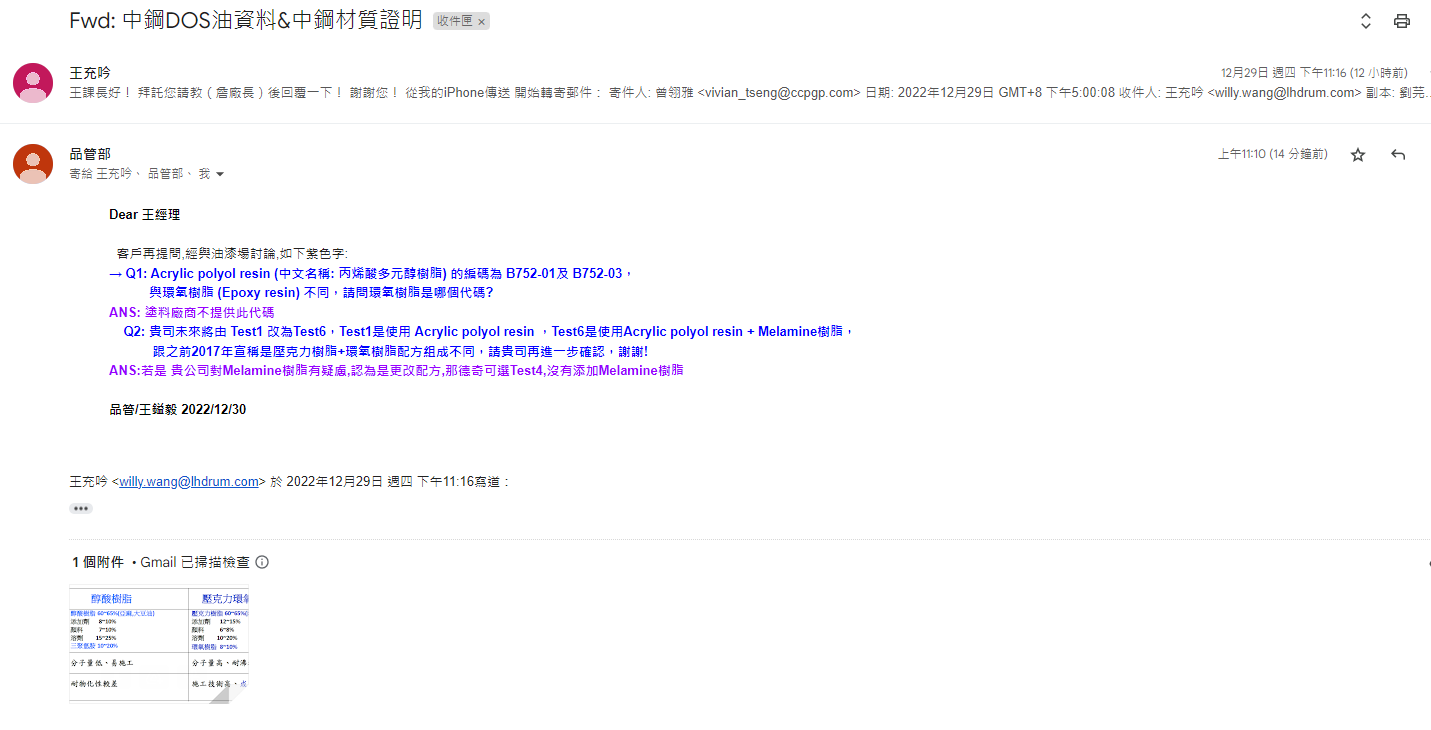 Fwd: 中鋼DOS油資料&中鋼材質證明 收件匣 ×
王充吟 12月29日 週四 下午11:16 (12 小時前)
王課長好！ 拜託您請教（詹廠長）後回覆一下！ 謝謝您！ 從我的iPhone傳送 開始轉寄郵件： 寄件人: 曾翎雅 <vivian_tseng@ccpgp.com> 日期: 2022年12月29日 GMT+8 下午5:00:08 收件人: 王充吟 <willy.wang@lhdrum.com> 副本: 劉芫...
品管部 上午11:10 (14 分鐘前)
寄給 王充吟、 品管部、 我
Dear 王經理
客戶再提問,經與油漆場討論,如下紫色字:
→ Q1: Acrylic polyol resin (中文名稱: 丙烯酸多元醇樹脂) 的編碼為 B752-01及 B752-03，
與環氧樹脂 (Epoxy resin) 不同，請問環氧樹脂是哪個代碼?
ANS: 塗料廠商不提供此代碼
Q2: 貴司未來將由 Test1 改為Test6，Test1是使用 Acrylic polyol resin ，Test6是使用Acrylic polyol resin + Melamine樹脂，
跟之前2017年宣稱是壓克力樹脂+環氧樹脂配方組成不同，請貴司再進一步確認，謝謝!
ANS:若是 貴公司對Melamine樹脂有疑慮,認為是更改配方,那德奇可選Test4,沒有添加Melamine樹脂
品管/王鎰毅 2022/12/30
王充吟 <willy.wang@lhdrum.com> 於 2022年12月29日 週四 下午11:16寫道：
1 個附件 • Gmail 已掃描檢查
醇酸樹脂 壓克力環氧
醇酸樹脂 60~65%(亞麻,大豆油) 壓克力樹脂 60~65%
添加劑 8~10% 添加劑 12~15%
顏料 7~10% 顏料 6~8%
溶劑 15~25% 溶劑 10~20%
三聚氰胺 10~20% 環氧樹脂 8~10%
分子量低、易施工 分子量高、耐沸
耐物化性較差 施工技術高、